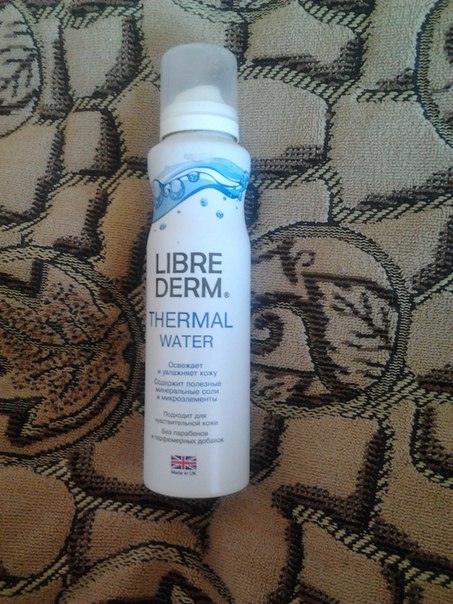 LIBRE
DERM®
THERMAL
WATER
Освежает
и увлажняет кожу
Содержит полезные
минеральные соли
и микроэлементы
Подходит для
чувствительной кожи
Без парабенов
и парфюмерных добавок
Made in UK